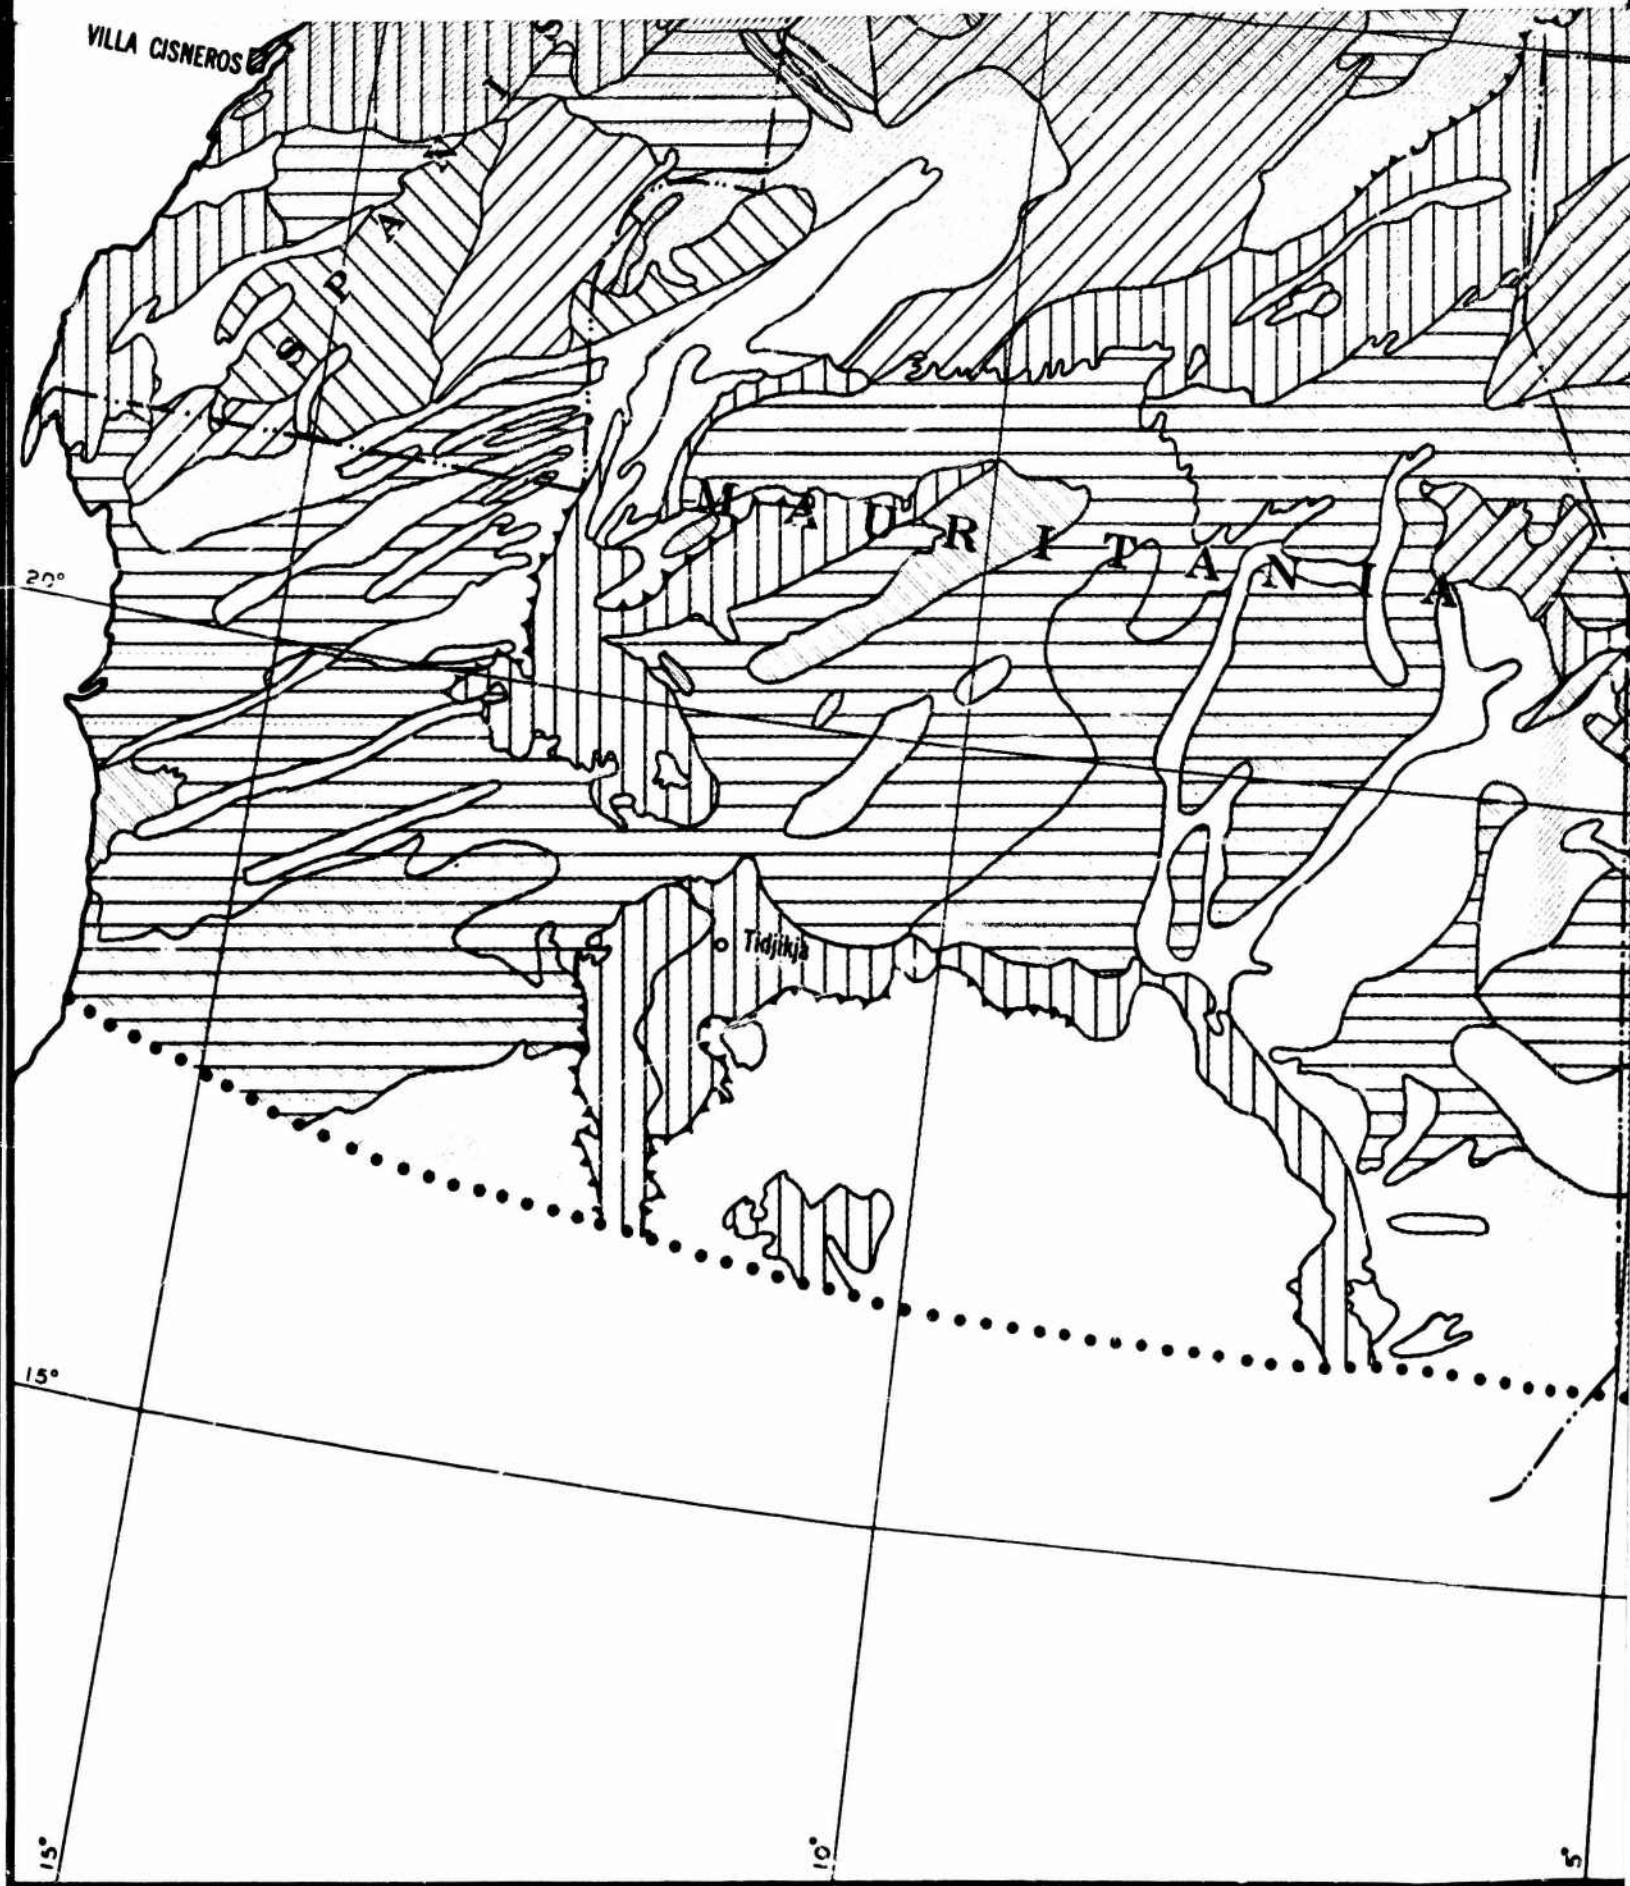 VILLA CISNEROS
S P A
M A U R I T A N I A
20°
Tidjikja
15°
15°
10°
5°